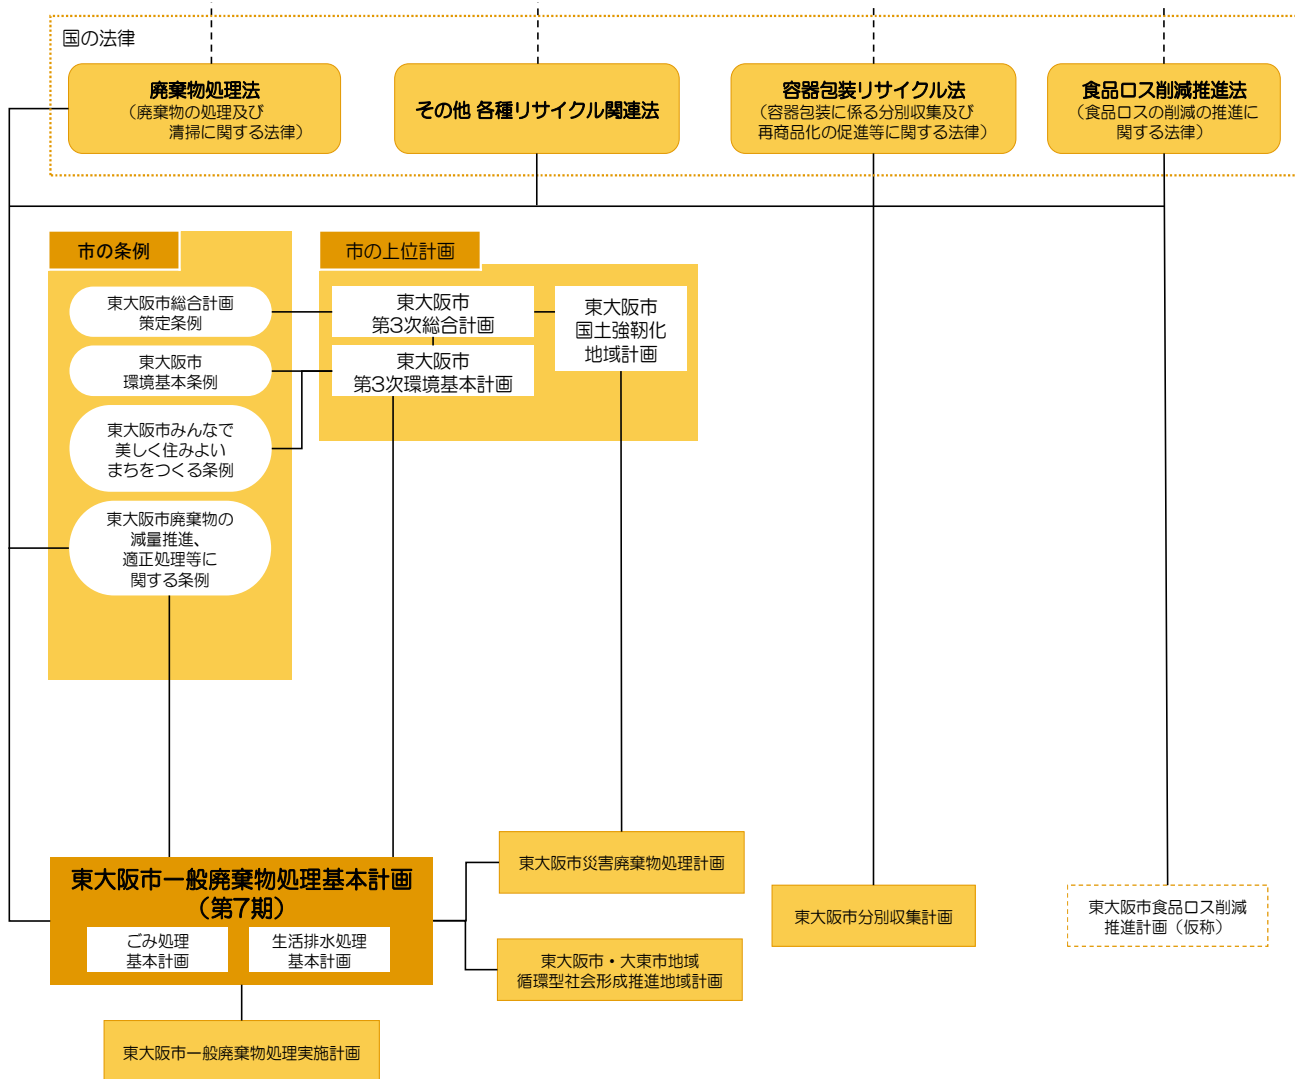 国の法律
廃棄物処理法
（廃棄物の処理及び
清掃に関する法律）
その他 各種リサイクル関連法
容器包装リサイクル法
（容器包装に係る分別収集及び
再商品化の促進等に関する法律）
食品ロス削減推進法
（食品ロスの削減の推進に
関する法律）
市の条例
東大阪市総合計画
策定条例
東大阪市
環境基本条例
東大阪市みんなで
美しく住みよい
まちをつくる条例
東大阪市廃棄物の
減量推進、
適正処理等に
関する条例
市の上位計画
東大阪市
第3次総合計画
東大阪市
第3次環境基本計画
東大阪市
国土強靭化
地域計画
東大阪市一般廃棄物処理基本計画
（第7期）
ごみ処理
基本計画
生活排水処理
基本計画
東大阪市災害廃棄物処理計画
東大阪市・大東市地域
循環型社会形成推進地域計画
東大阪市分別収集計画
東大阪市食品ロス削減
推進計画（仮称）
東大阪市一般廃棄物処理実施計画